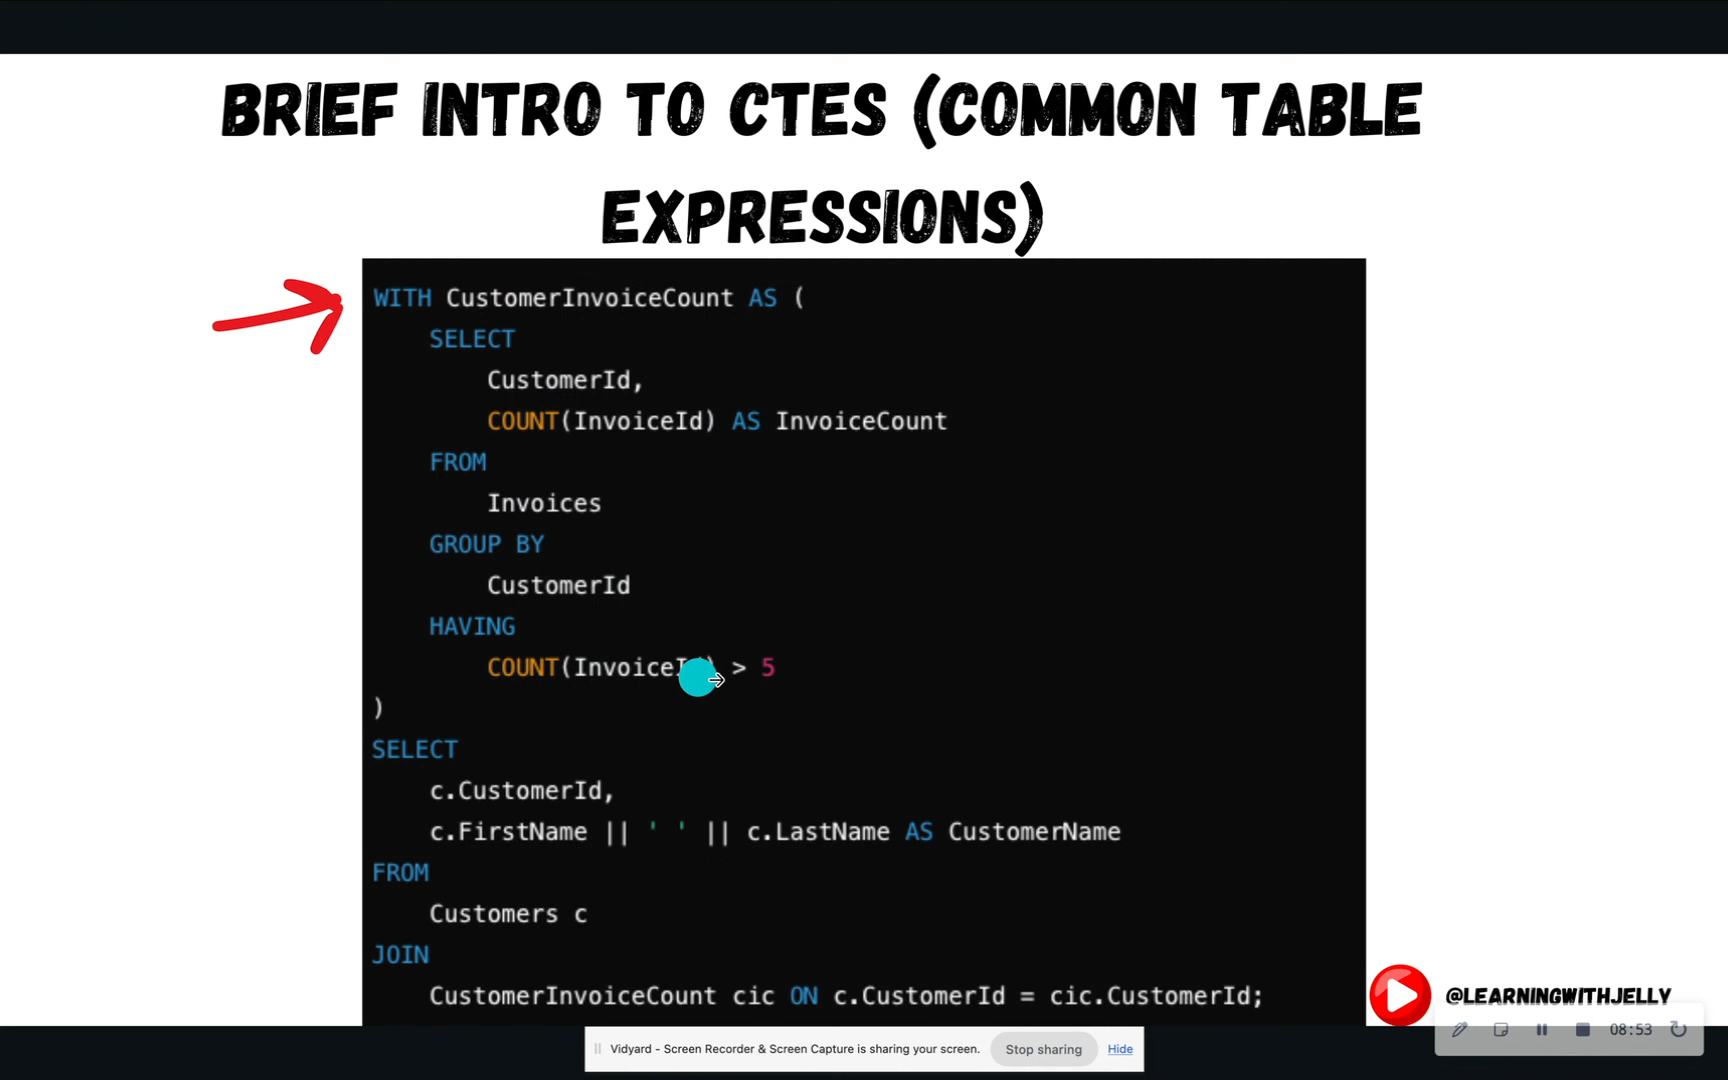 BRIEF INTRO TO CTES (COMMON TABLE
EXPRESSIONS)
WITH CustomerInvoiceCount AS (
SELECT
CustomerId,
COUNT(InvoiceId) AS InvoiceCount
FROM
Invoices
GROUP BY
CustomerId
HAVING
COUNT(InvoiceId) > 5
)
SELECT
c.CustomerId,
c.FirstName || ' ' || c.LastName AS CustomerName
FROM
Customers c
JOIN
CustomerInvoiceCount cic ON c.CustomerId = cic.CustomerId;
@LEARNINGWITHJELLY
08:53
Vidyard - Screen Recorder & Screen Capture is sharing your screen. Stop sharing Hide